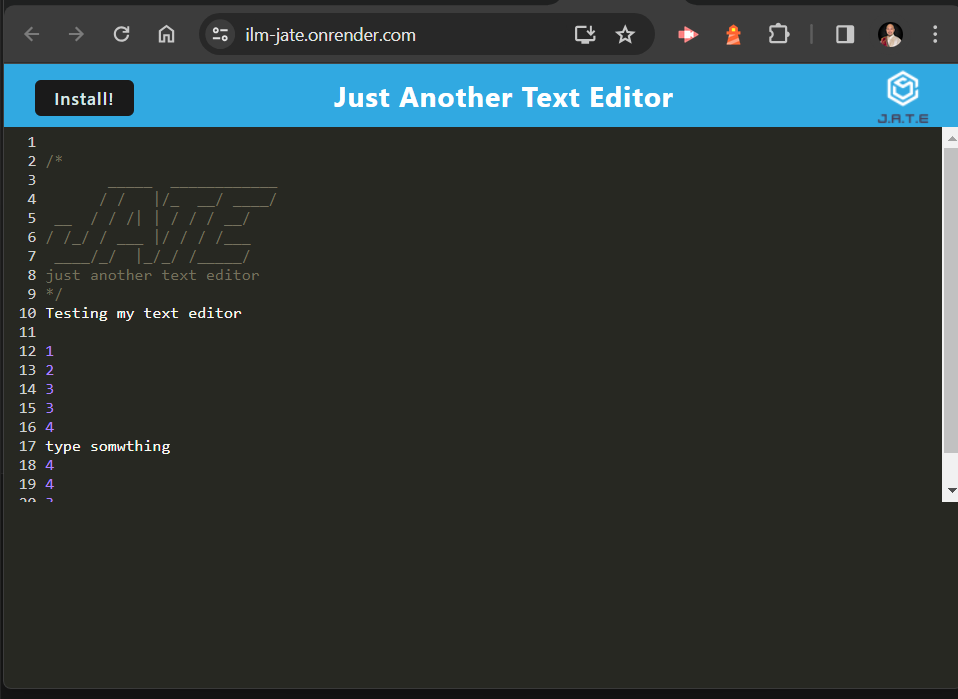 ilm-jate.onrender.com
Install!
Just Another Text Editor
J.A.T.E
1
2 /*
3        _____  ____________
4       / /   |/_  __/ ____/
5  __  / / /| | / / / __/
6 / /_/ / ___ |/ / / /___
7  ____/_/  |_/_/ /_____/
8 just another text editor
9 */
10 Testing my text editor
11
12 1
13 2
14 3
15 3
16 4
17 type somwthing
18 4
19 4
20 3